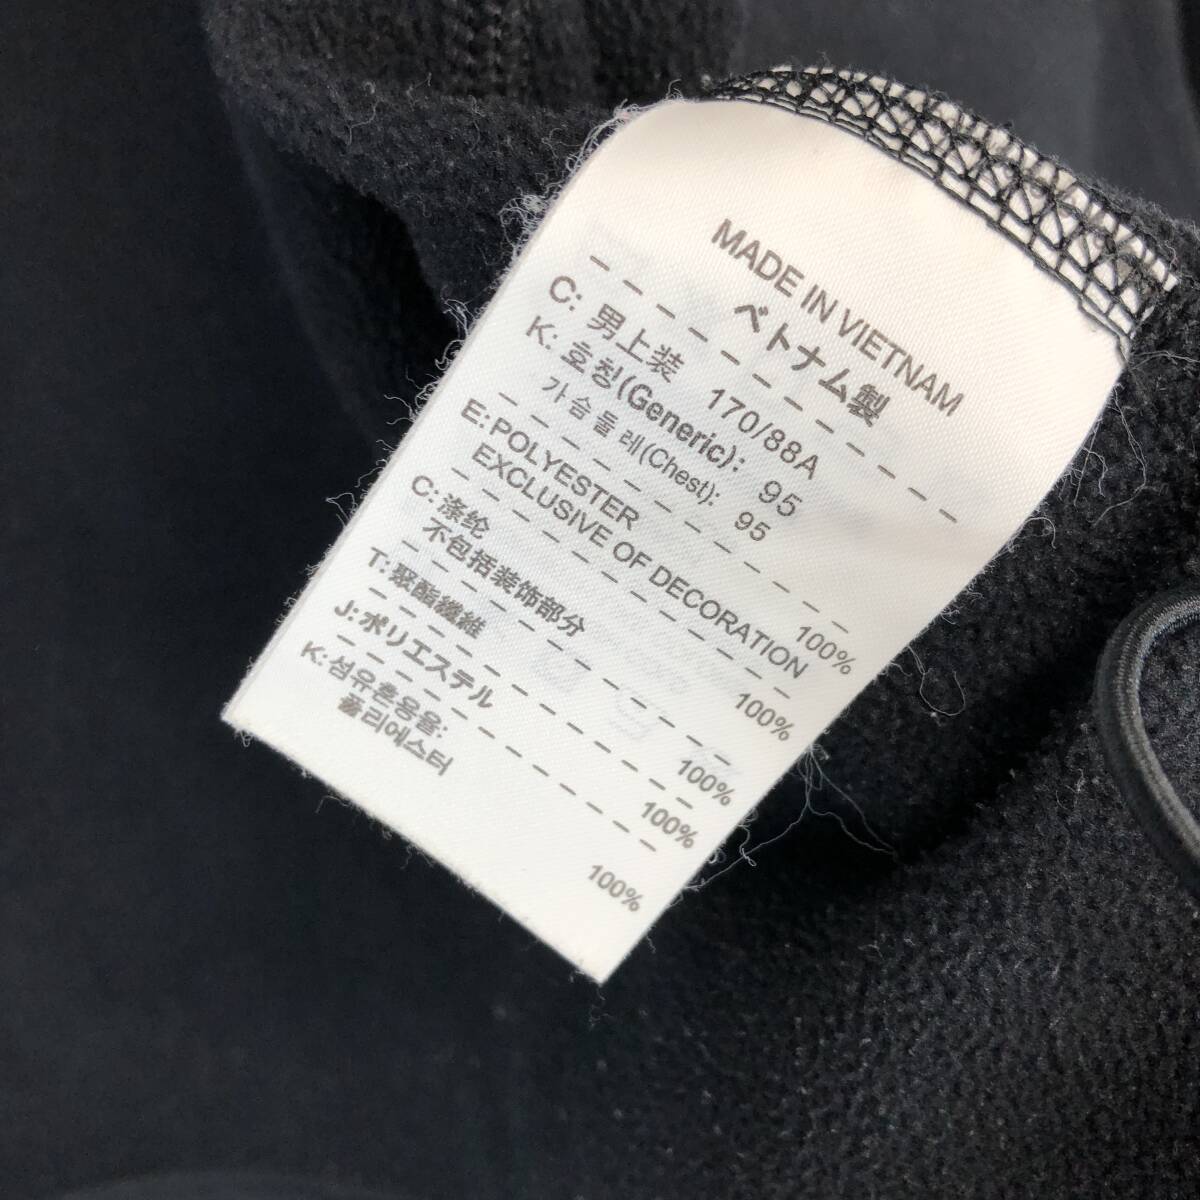 MADE IN VIETNAM
ベトナム製
C: 男上装 170/88A
K: 호칭(Generic): 95
가슴둘레(Chest): 95
E: POLYESTER 100%
EXCLUSIVE OF DECORATION
C: 涤纶 100%
不包括装饰部分
T: 聚酯纖維 100%
J: ポリエステル 100%
K: 섬유혼용율:
폴리에스터 100%